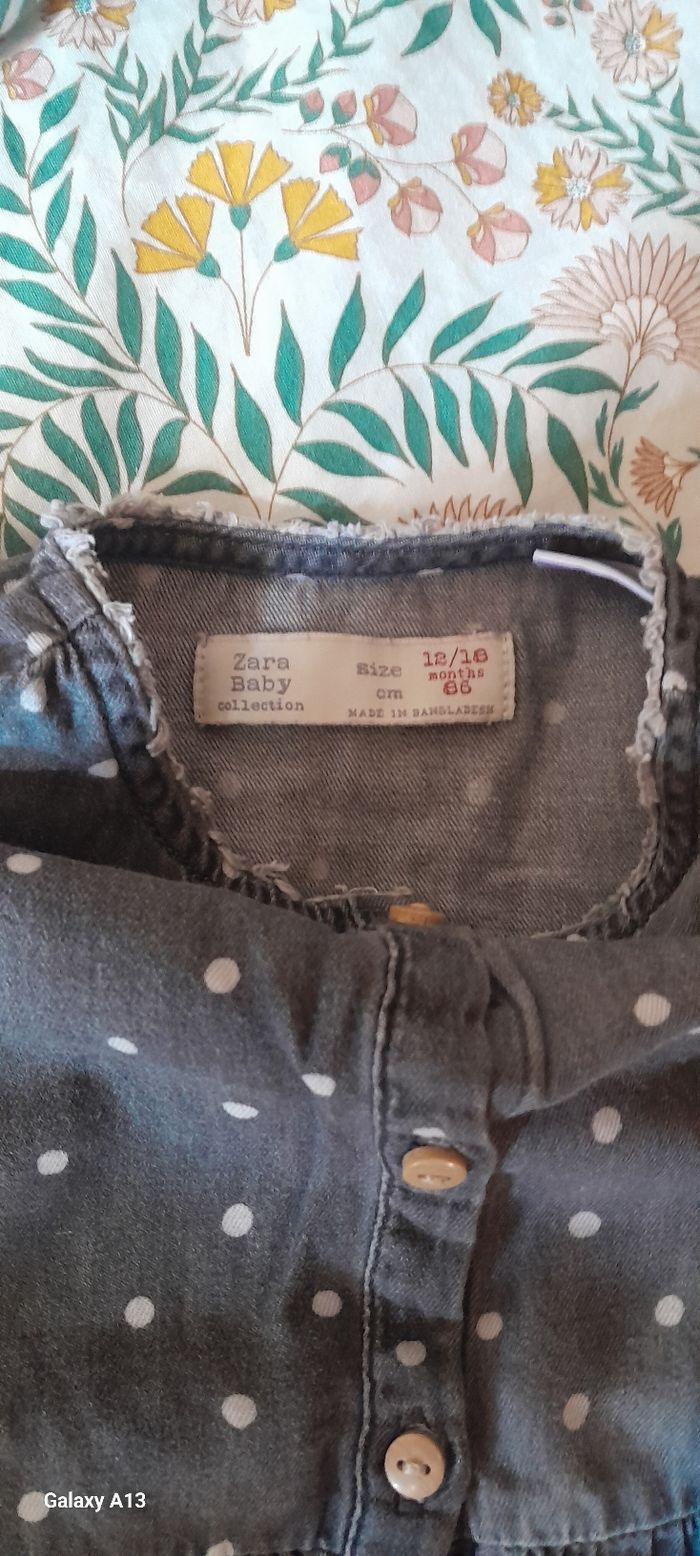 Zara
Baby
collection
Size
cm
12/18
months
86
MADE IN BANGLADESH
Galaxy A13